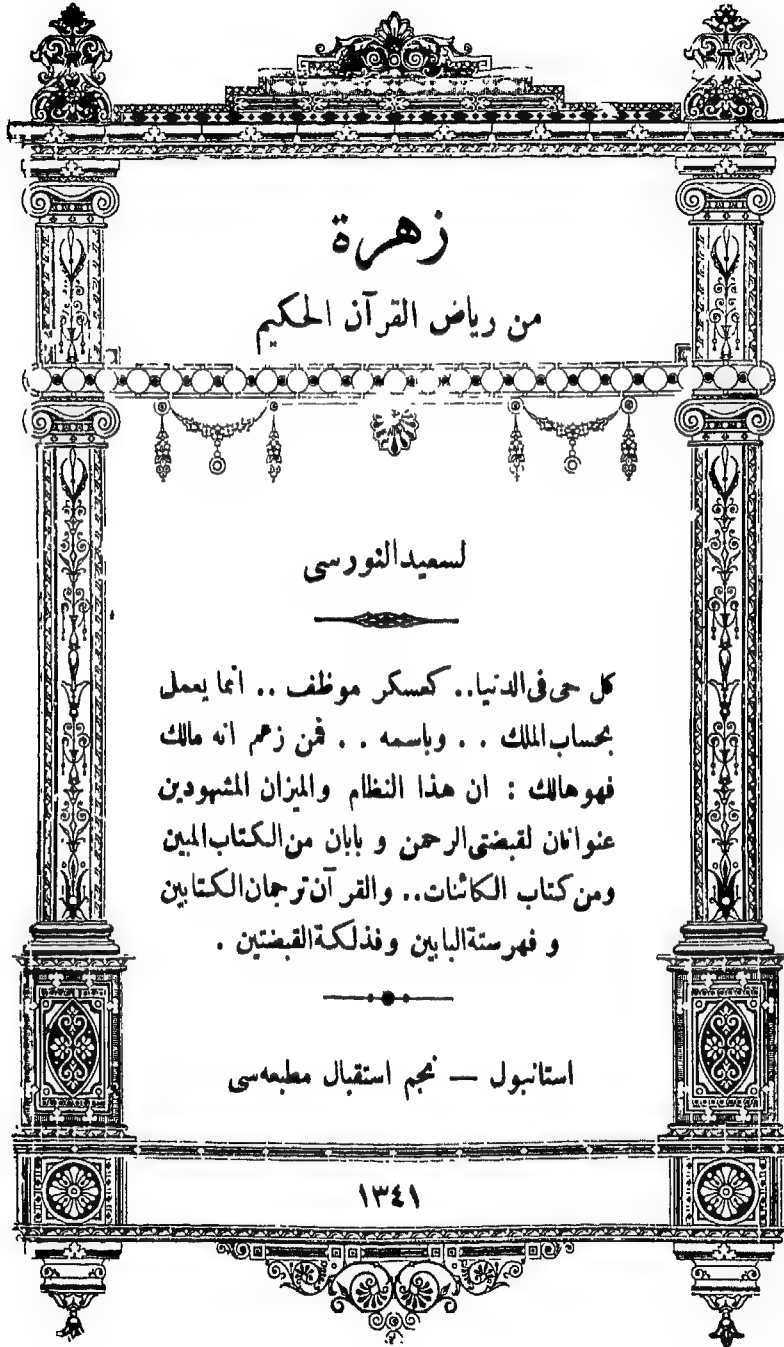 زهرة
من رياض القرآن الحكيم
لسعيد النورسى
كل حى فى الدنيا.. كعسكر موظف .. انما يعمل
بحساب الملك . . وباسمه . . فمن زعم انه مالك
فهو هالك : ان هذا النظام والميزان المشهودين
عنوانان لقبضتى الرحمن و بابان من الكتاب المبين
ومن كتاب الكائنات.. والقرآن ترجمان الكتابين
و فهرستة البابين وفذلكة القبضتين .
استانبول — نجم استقبال مطبعه‌سى
١٣٤١